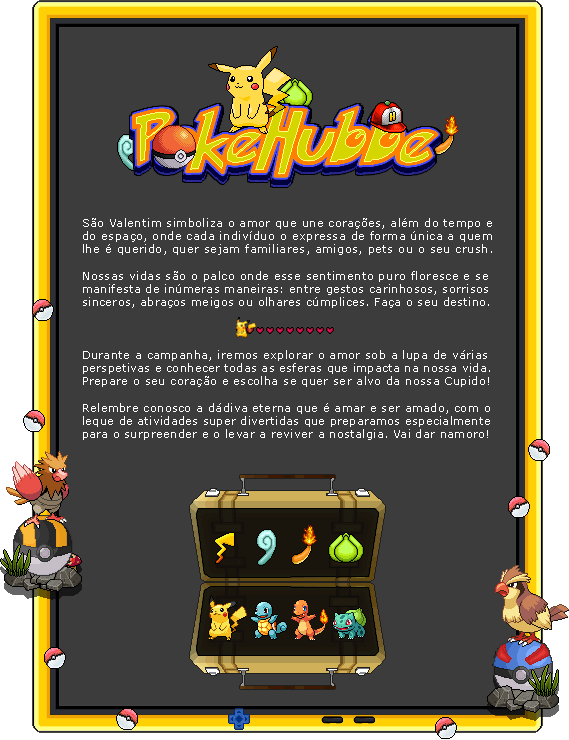 PokeHubbe
São Valentim simboliza o amor que une corações, além do tempo e
do espaço, onde cada indivíduo o expressa de forma única a quem
lhe é querido, quer sejam familiares, amigos, pets ou o seu crush.
Nossas vidas são o palco onde esse sentimento puro floresce e se
manifesta de inúmeras maneiras: entre gestos carinhosos, sorrisos
sinceros, abraços meigos ou olhares cúmplices. Faça o seu destino.
Durante a campanha, iremos explorar o amor sob a lupa de várias
perspetivas e conhecer todas as esferas que impacta na nossa vida.
Prepare o seu coração e escolha se quer ser alvo da nossa Cupido!
Relembre conosco a dádiva eterna que é amar e ser amado, com o
leque de atividades super divertidas que preparamos especialmente
para o surpreender e o levar a reviver a nostalgia. Vai dar namoro!